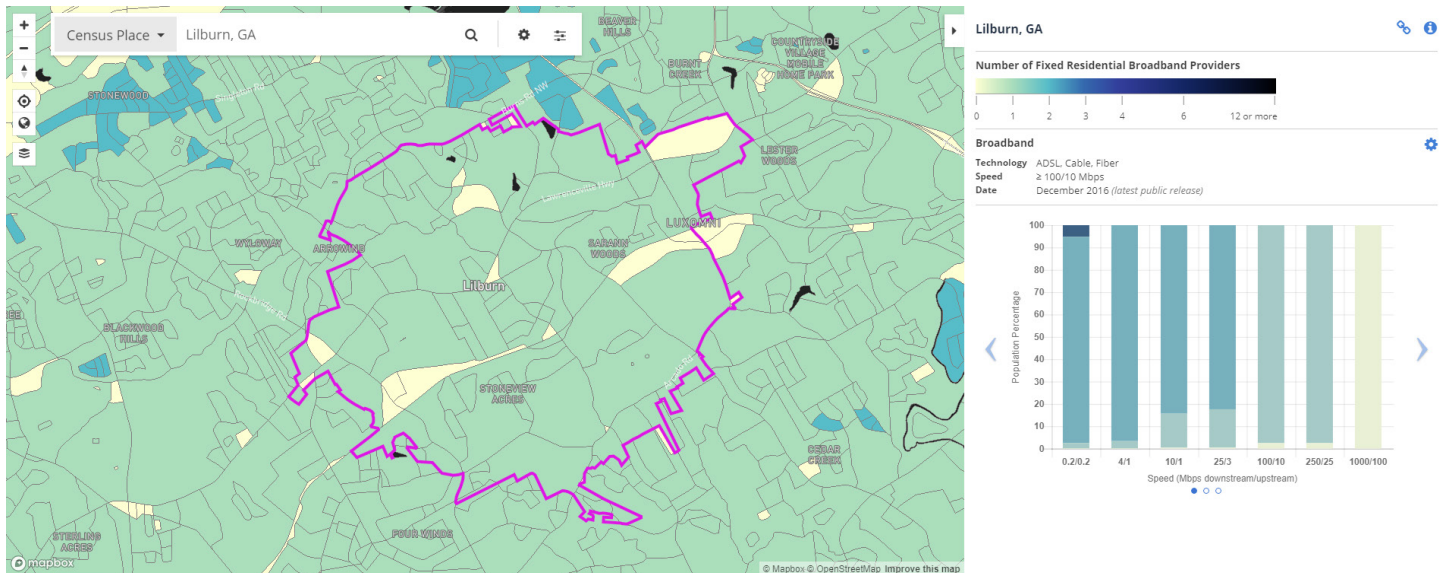 Census Place
Lilburn, GA
BEAVER
HILLS
COUNTRYSIDE
VILLAGE
MOBILE
HOME PARK
BURNT
CREEK
STONEWOOD
LESTER
WOODS
LUXOMNI
WYLOWAY
ARROWIND
SARANN
WOODS
Lilburn
BLACKWOOD
HILLS
STONEVIEW
ACRES
CEDAR
CREEK
STERLING
ACRES
FOUR WINDS
mapbox
© Mapbox © OpenStreetMap Improve this map
Lilburn, GA
Number of Fixed Residential Broadband Providers
0 1 2 3 4 6 12 or more
Broadband
Technology ADSL, Cable, Fiber
Speed ≥ 100/10 Mbps
Date December 2016 (latest public release)
Population Percentage
100
90
80
70
60
50
40
30
20
10
0
0.2/0.2 4/1 10/1 25/3 100/10 250/25 1000/100
Speed (Mbps downstream/upstream)